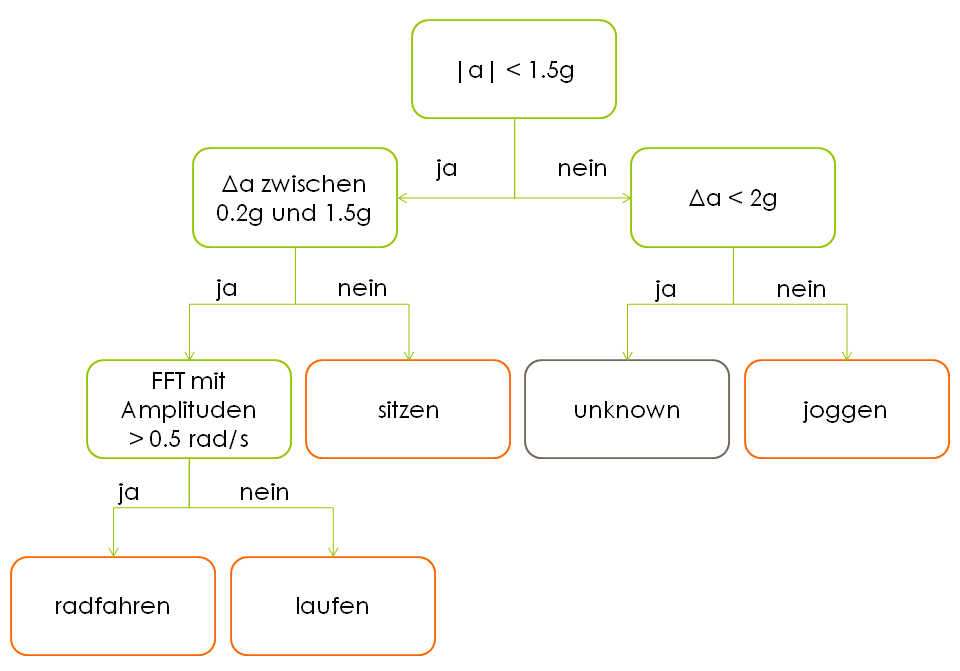 |a| < 1.5g
ja
nein
Δa zwischen
0.2g und 1.5g
Δa < 2g
ja
nein
ja
nein
FFT mit
Amplituden
> 0.5 rad/s
sitzen
unknown
joggen
ja
nein
radfahren
laufen